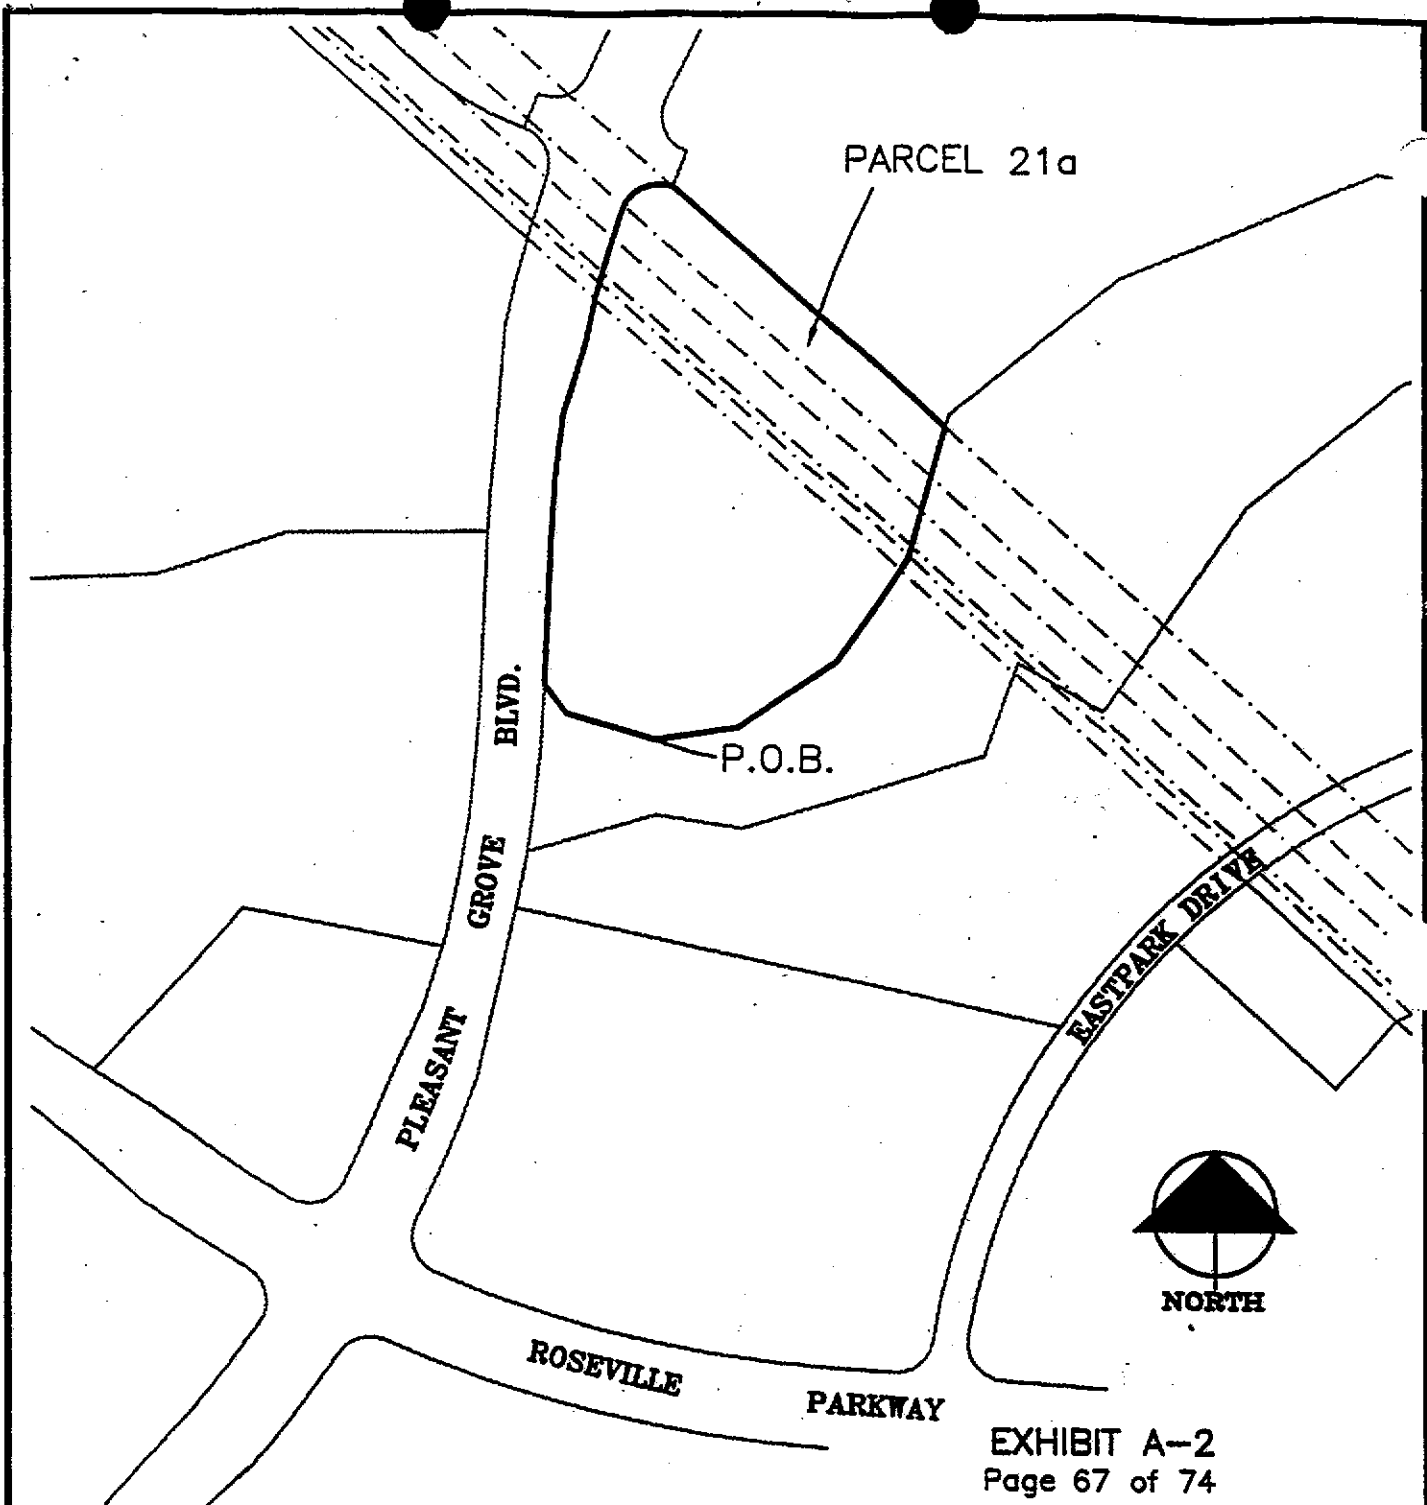 PARCEL 21a
BLVD.
P.O.B.
GROVE
EASTPARK DRIVE
PLEASANT
NORTH
ROSEVILLE
PARKWAY
EXHIBIT A-2
Page 67 of 74